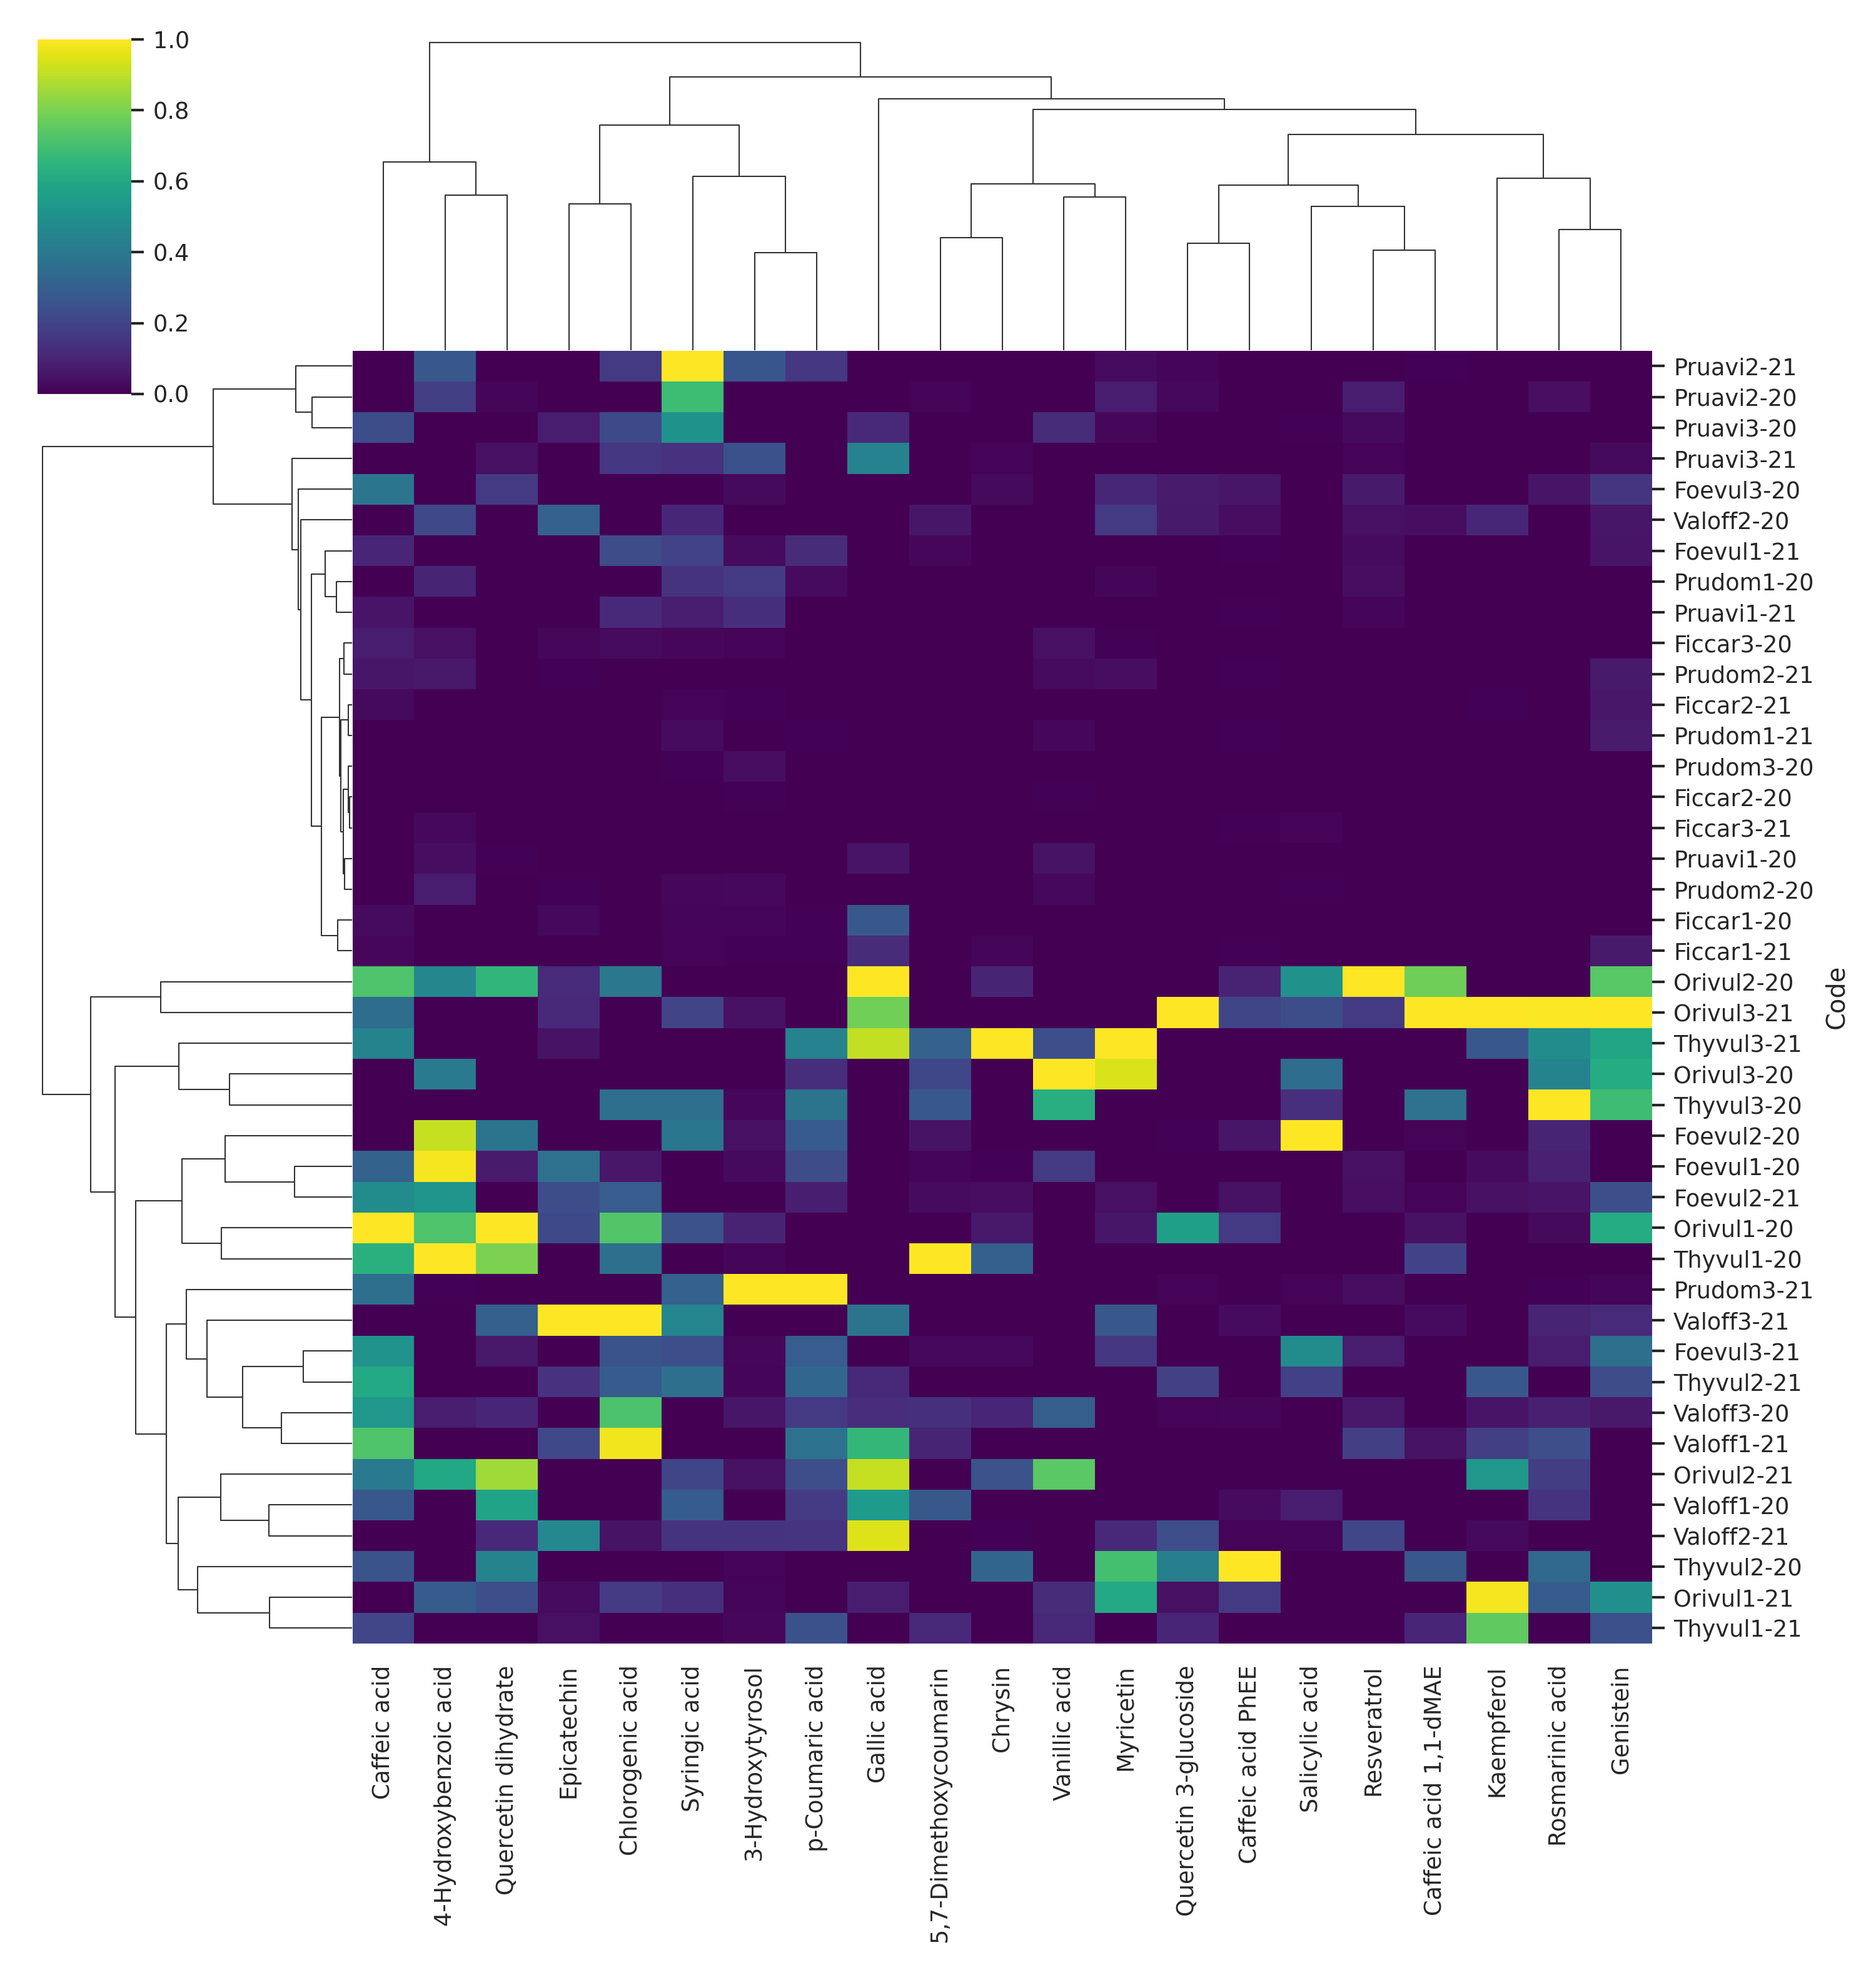 1.0
0.8
0.6
0.4
0.2
0.0
Pruavi2-21
Pruavi2-20
Pruavi3-20
Pruavi3-21
Foevul3-20
Valoff2-20
Foevul1-21
Prudom1-20
Pruavi1-21
Ficcar3-20
Prudom2-21
Ficcar2-21
Prudom1-21
Prudom3-20
Ficcar2-20
Ficcar3-21
Pruavi1-20
Prudom2-20
Ficcar1-20
Ficcar1-21
Orivul2-20
Orivul3-21
Thyvul3-21
Orivul3-20
Thyvul3-20
Foevul2-20
Foevul1-20
Foevul2-21
Orivul1-20
Thyvul1-20
Prudom3-21
Valoff3-21
Foevul3-21
Thyvul2-21
Valoff3-20
Valoff1-21
Orivul2-21
Valoff1-20
Valoff2-21
Thyvul2-20
Orivul1-21
Thyvul1-21
Code
Caffeic acid
4-Hydroxybenzoic acid
Quercetin dihydrate
Epicatechin
Chlorogenic acid
Syringic acid
3-Hydroxytyrosol
p-Coumaric acid
Gallic acid
5,7-Dimethoxycoumarin
Chrysin
Vanillic acid
Myricetin
Quercetin 3-glucoside
Caffeic acid PhEE
Salicylic acid
Resveratrol
Caffeic acid 1,1-dMAE
Kaempferol
Rosmarinic acid
Genistein